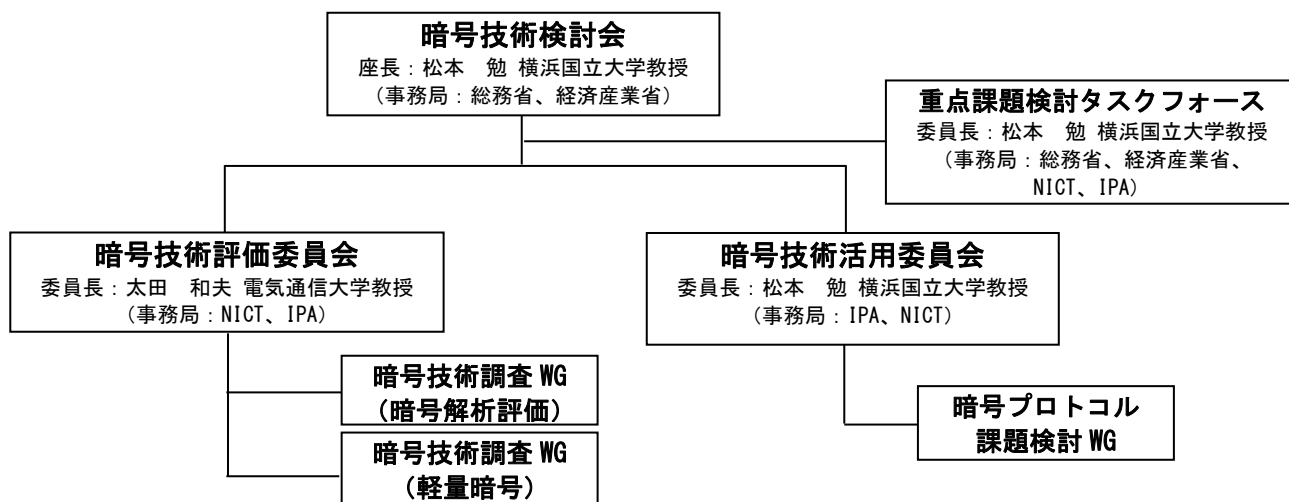 暗号技術検討会
座長：松本　勉 横浜国立大学教授
（事務局：総務省、経済産業省）
重点課題検討タスクフォース
委員長：松本　勉 横浜国立大学教授
（事務局：総務省、経済産業省、
NICT、IPA）
暗号技術評価委員会
委員長：太田　和夫 電気通信大学教授
（事務局：NICT、IPA）
暗号技術活用委員会
委員長：松本　勉 横浜国立大学教授
（事務局：IPA、NICT）
暗号技術調査 WG
（暗号解析評価）
暗号技術調査 WG
（軽量暗号）
暗号プロトコル
課題検討 WG